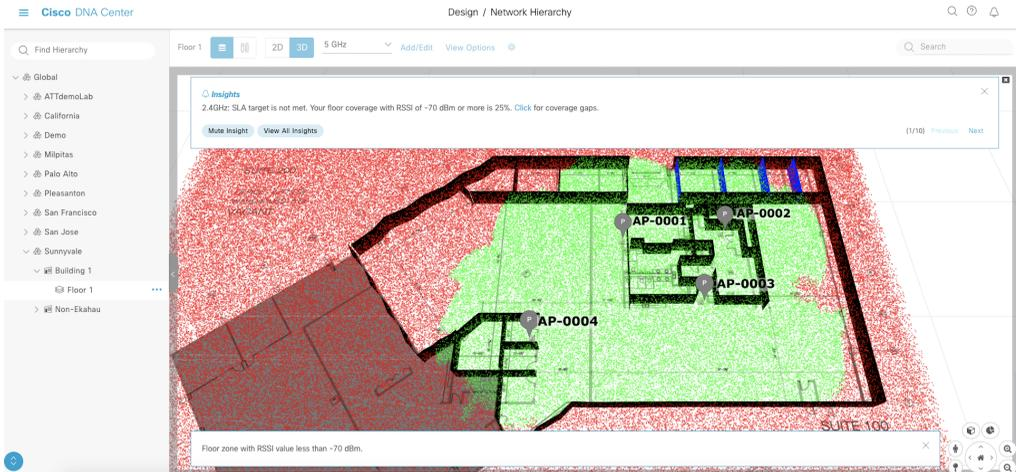 Cisco DNA Center
Design / Network Hierarchy
Find Hierarchy
Floor 1
2D
3D
5 GHz
Add/Edit
View Options
Search
Global
ATTdemoLab
California
Demo
Milpitas
Palo Alto
Pleasanton
San Francisco
San Jose
Sunnyvale
Building 1
Floor 1
Non-Ekahau
Insights
2.4GHz: SLA target is not met. Your floor coverage with RSSI of -70 dBm or more is 25%. Click for coverage gaps.
Mute Insight
View All Insights
(1/10) Previous Next
VACANT
P AP-0001
P AP-0002
P AP-0003
P AP-0004
SUITE 100
Floor zone with RSSI value less than -70 dBm.